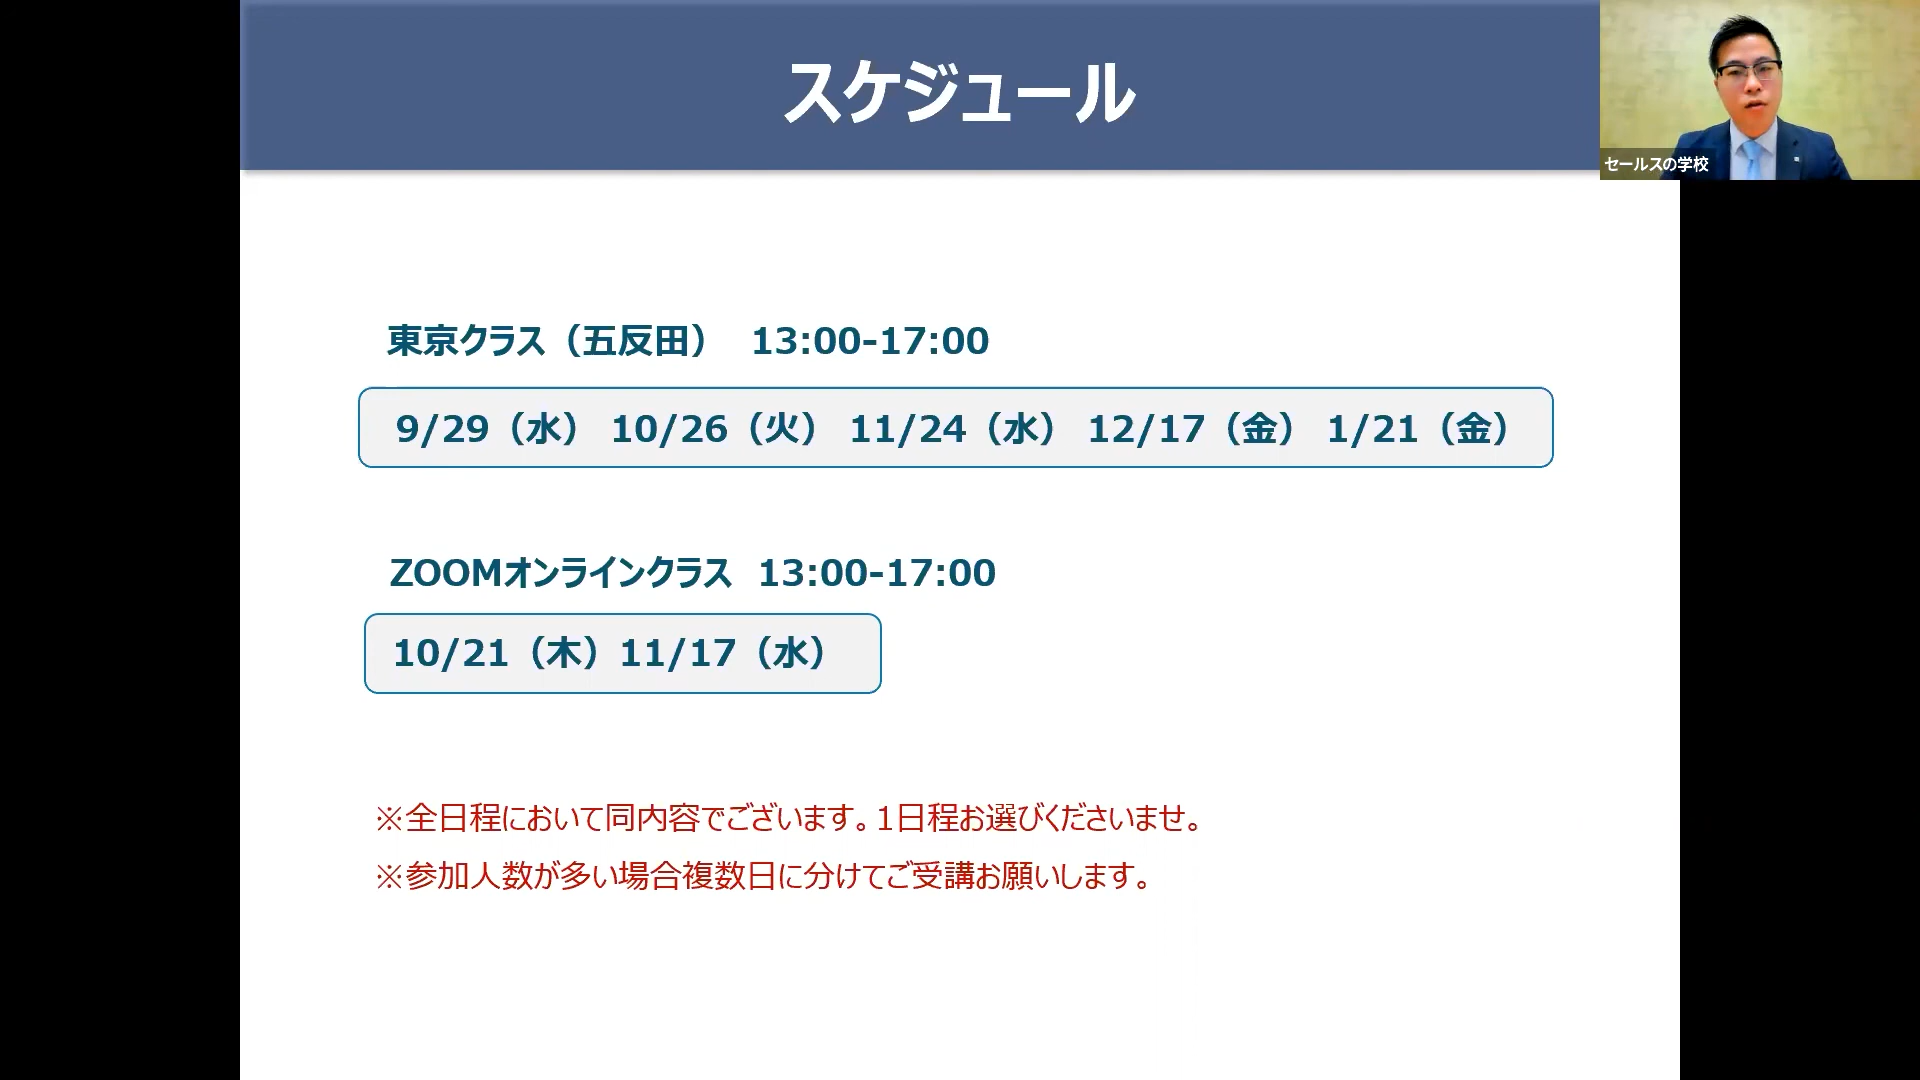 スケジュール
セールスの学校
東京クラス（五反田） 13:00-17:00
9/29（水） 10/26（火） 11/24（水） 12/17（金） 1/21（金）
ZOOMオンラインクラス 13:00-17:00
10/21（木）11/17（水）
※全日程において同内容でございます。1日程お選びくださいませ。
※参加人数が多い場合複数日に分けてご受講お願いします。